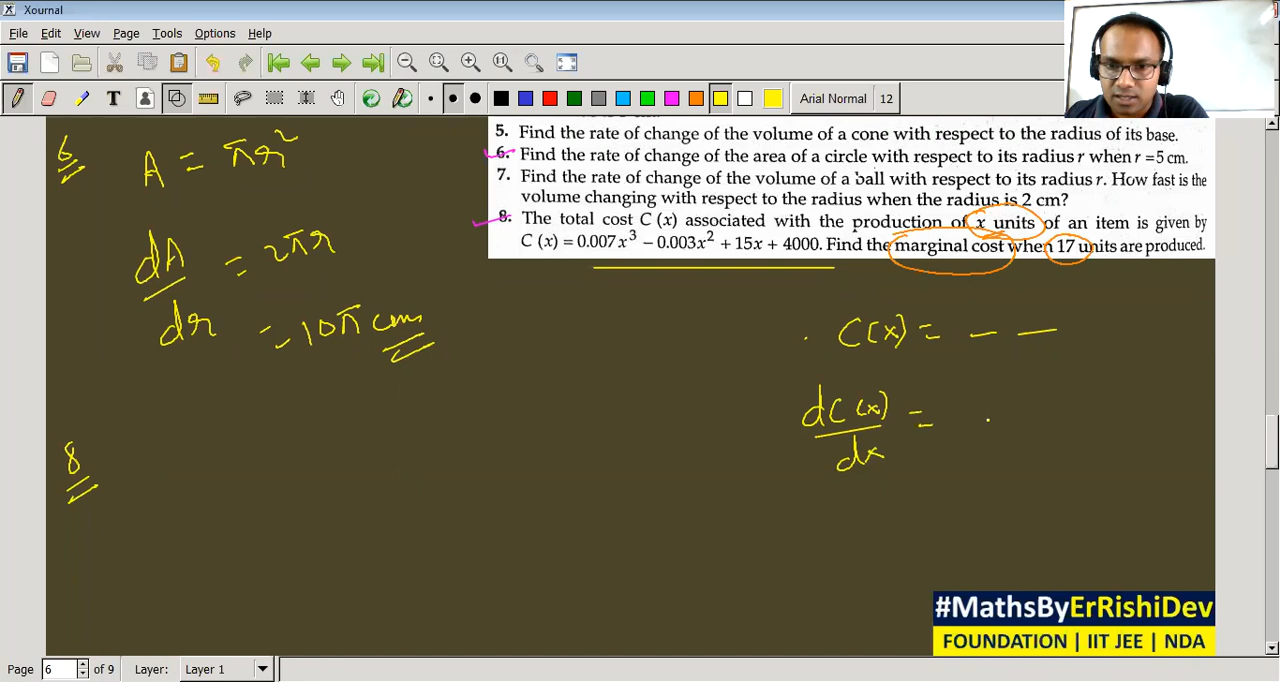 Xournal
File Edit View Page Tools Options Help
Arial Normal 12
5. Find the rate of change of the volume of a cone with respect to the radius of its base.
6. Find the rate of change of the area of a circle with respect to its radius r when r = 5 cm.
7. Find the rate of change of the volume of a ball with respect to its radius r. How fast is the
volume changing with respect to the radius when the radius is 2 cm?
8. The total cost C (x) associated with the production of x units of an item is given by
C (x) = 0.007x³ − 0.003x² + 15x + 4000. Find the marginal cost when 17 units are produced.
6
A = πr²
dA/dr = 2πr
= 10π cm
C(x) = – –
dC(x)/dx =
8
#MathsByErRishiDev
FOUNDATION | IIT JEE | NDA
Page 6 of 9 Layer: Layer 1